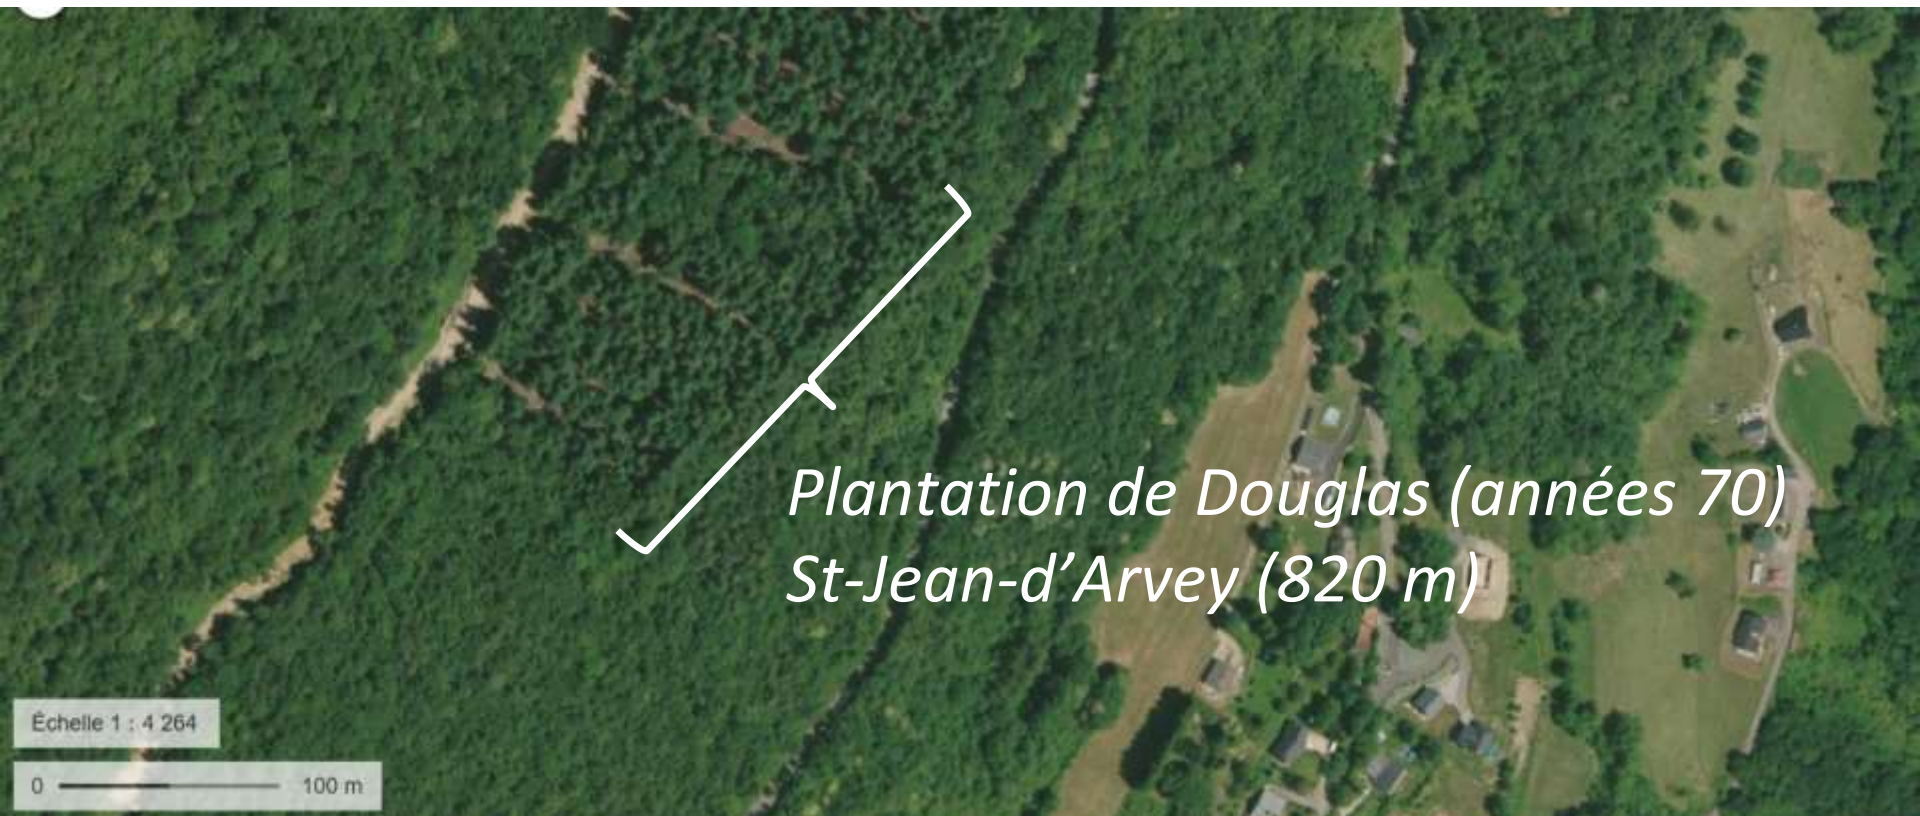 Plantation de Douglas (années 70)
St-Jean-d’Arvey (820 m)
Échelle 1 : 4 264
0 100 m